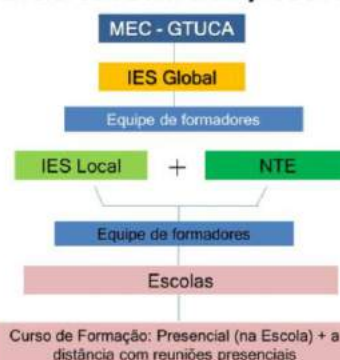 MEC - GTUCA
IES Global
Equipe de formadores
IES Local + NTE
Equipe de formadores
Escolas
Curso de Formação: Presencial (na Escola) + a
distância com reuniões presenciais